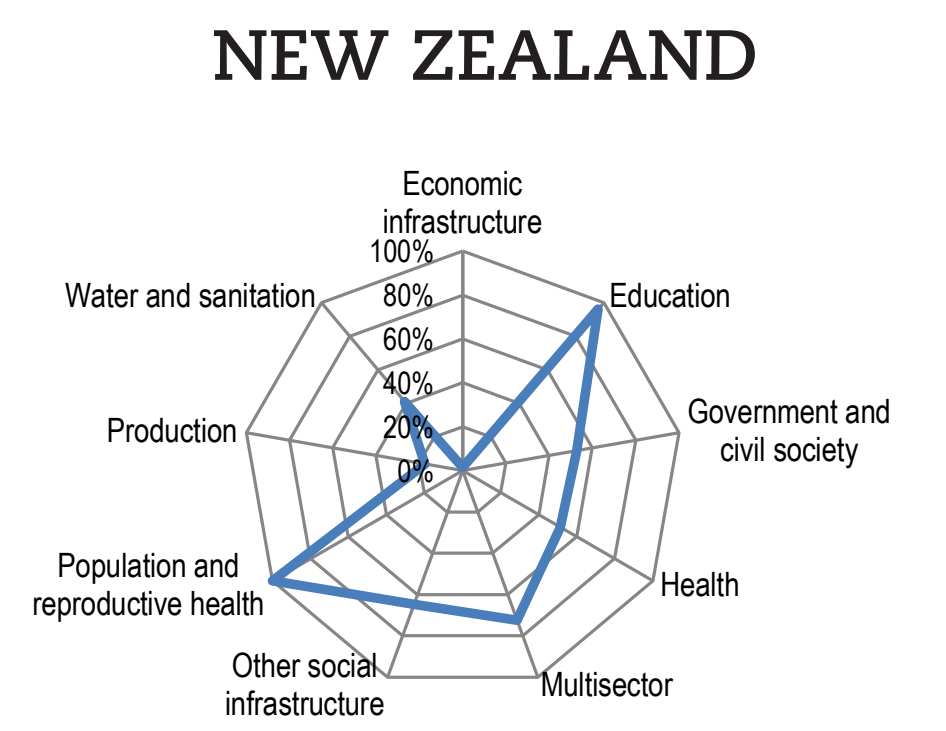 NEW ZEALAND
Economic
infrastructure
100%
80%
60%
40%
20%
0%
Education
Government and
civil society
Health
Multisector
Other social
infrastructure
Population and
reproductive health
Production
Water and sanitation